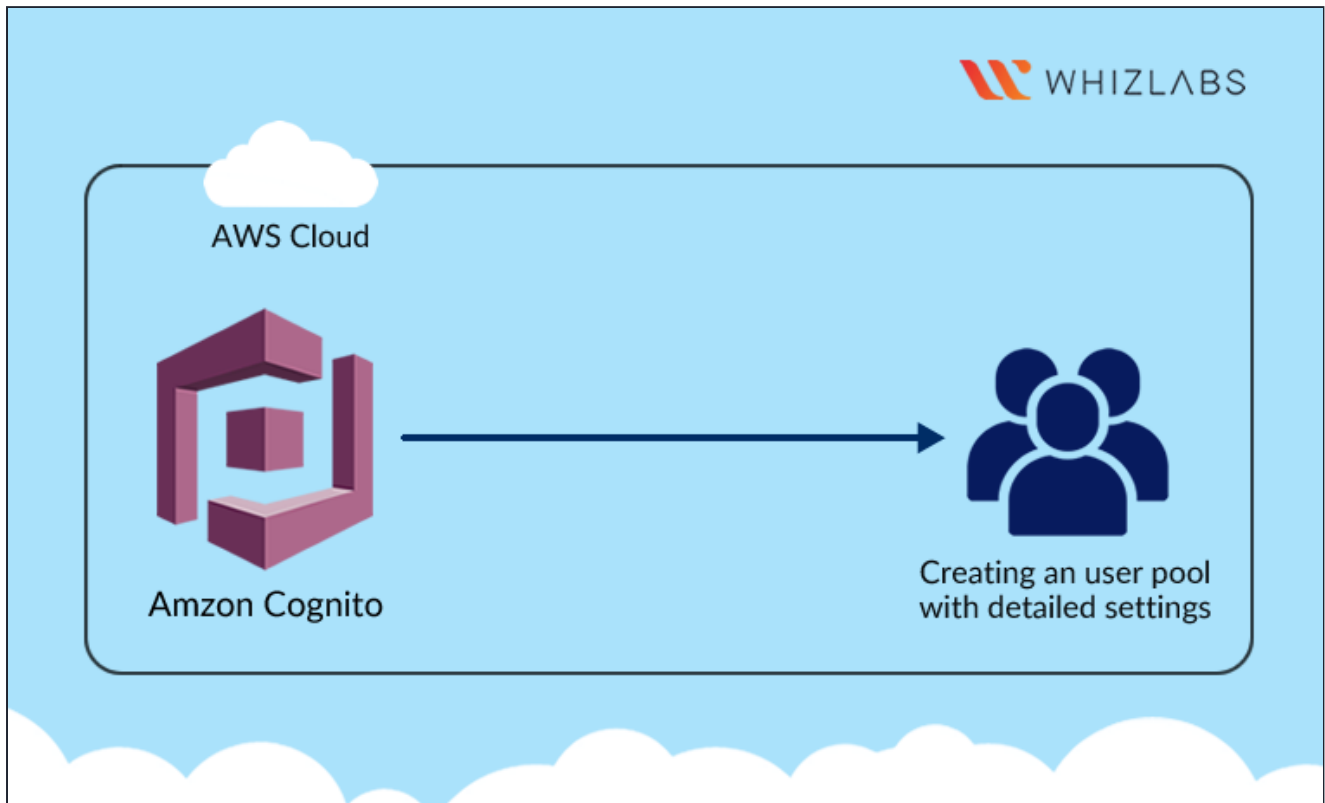 WHIZLABS
AWS Cloud
Amzon Cognito
Creating an user pool
with detailed settings